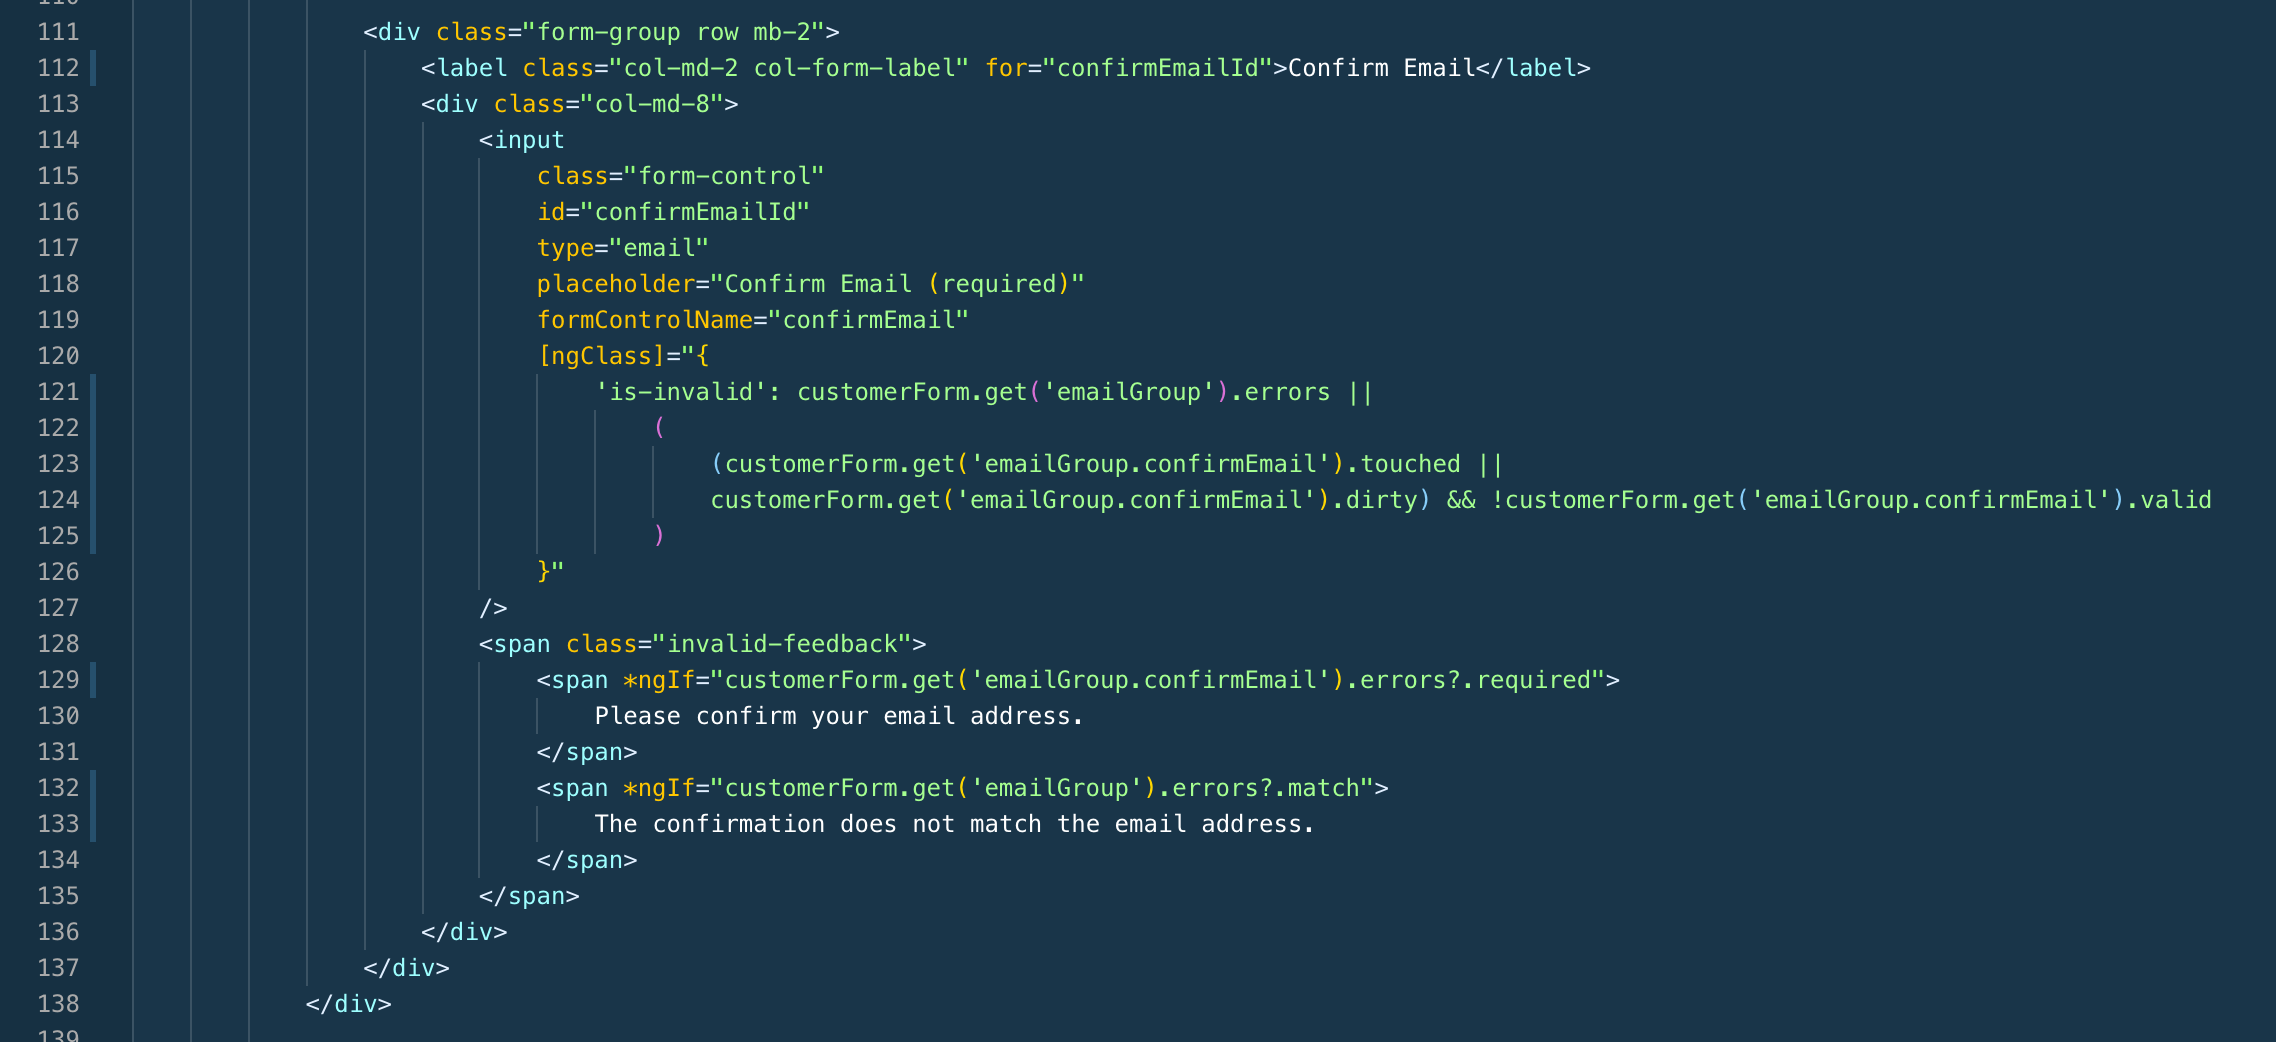 111 <div class="form-group row mb-2">
112 <label class="col-md-2 col-form-label" for="confirmEmailId">Confirm Email</label>
113 <div class="col-md-8">
114 <input
115 class="form-control"
116 id="confirmEmailId"
117 type="email"
118 placeholder="Confirm Email (required)"
119 formControlName="confirmEmail"
120 [ngClass]="{
121 'is-invalid': customerForm.get('emailGroup').errors ||
122 (
123 (customerForm.get('emailGroup.confirmEmail').touched ||
124 customerForm.get('emailGroup.confirmEmail').dirty) && !customerForm.get('emailGroup.confirmEmail').valid
125 )
126 }"
127 />
128 <span class="invalid-feedback">
129 <span *ngIf="customerForm.get('emailGroup.confirmEmail').errors?.required">
130 Please confirm your email address.
131 </span>
132 <span *ngIf="customerForm.get('emailGroup').errors?.match">
133 The confirmation does not match the email address.
134 </span>
135 </span>
136 </div>
137 </div>
138 </div>
139